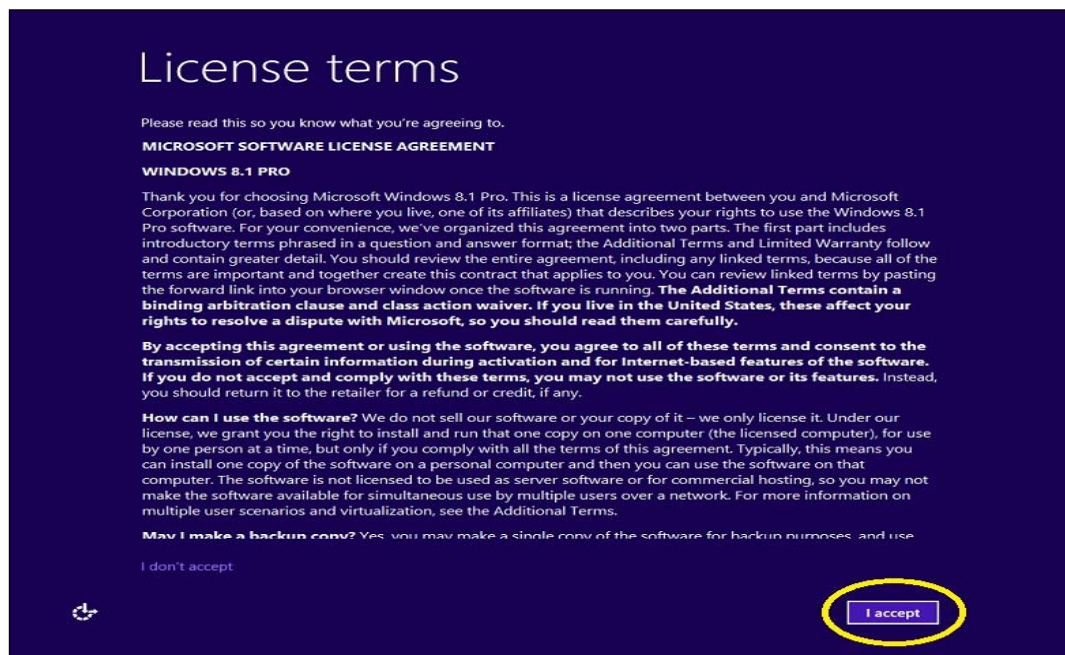 License terms
Please read this so you know what you're agreeing to.
MICROSOFT SOFTWARE LICENSE AGREEMENT
WINDOWS 8.1 PRO
Thank you for choosing Microsoft Windows 8.1 Pro. This is a license agreement between you and Microsoft
Corporation (or, based on where you live, one of its affiliates) that describes your rights to use the Windows 8.1
Pro software. For your convenience, we've organized this agreement into two parts. The first part includes
introductory terms phrased in a question and answer format; the Additional Terms and Limited Warranty follow
and contain greater detail. You should review the entire agreement, including any linked terms, because all of the
terms are important and together create this contract that applies to you. You can review linked terms by pasting
the forward link into your browser window once the software is running. The Additional Terms contain a
binding arbitration clause and class action waiver. If you live in the United States, these affect your
rights to resolve a dispute with Microsoft, so you should read them carefully.
By accepting this agreement or using the software, you agree to all of these terms and consent to the
transmission of certain information during activation and for Internet-based features of the software.
If you do not accept and comply with these terms, you may not use the software or its features. Instead,
you should return it to the retailer for a refund or credit, if any.
How can I use the software? We do not sell our software or your copy of it – we only license it. Under our
license, we grant you the right to install and run that one copy on one computer (the licensed computer), for use
by one person at a time, but only if you comply with all the terms of this agreement. Typically, this means you
can install one copy of the software on a personal computer and then you can use the software on that
computer. The software is not licensed to be used as server software or for commercial hosting, so you may not
make the software available for simultaneous use by multiple users over a network. For more information on
multiple user scenarios and virtualization, see the Additional Terms.
May I make a backup copy? Yes, you may make a single copy of the software for backup purposes, and use
I don't accept
I accept